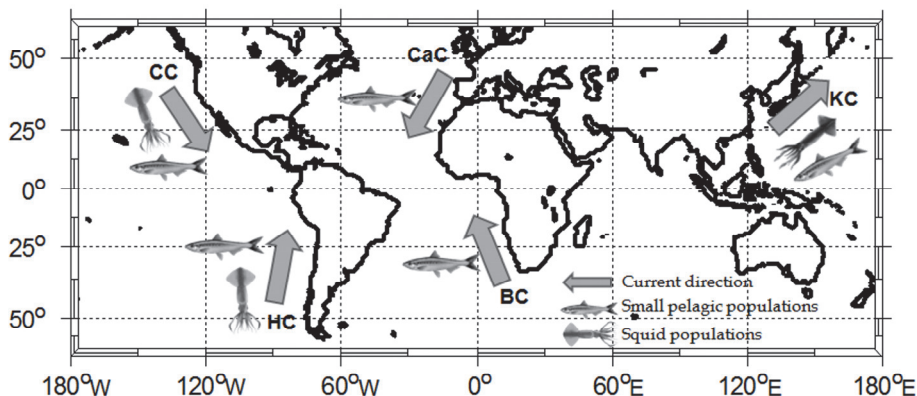 50°
25°
0°
25°
50°
CC
CaC
KC
HC
BC
Current direction
Small pelagic populations
Squid populations
180°W 120°W 60°W 0° 60°E 120°E 180°E